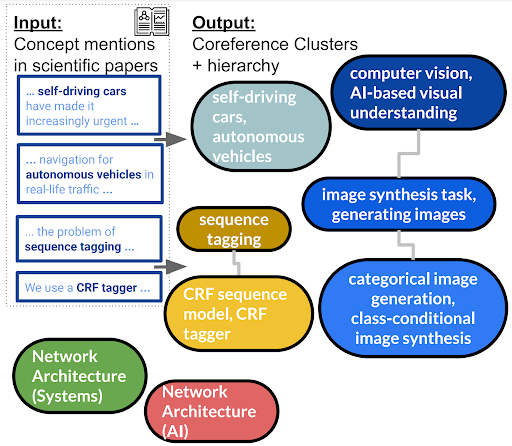 Input:
Concept mentions
in scientific papers
... self-driving cars
have made it
increasingly urgent ...
... navigation for
autonomous vehicles in
real-life traffic ...
... the problem of
sequence tagging ...
We use a CRF tagger ...
Output:
Coreference Clusters
+ hierarchy
self-driving
cars,
autonomous
vehicles
computer vision,
AI-based visual
understanding
sequence
tagging
image synthesis task,
generating images
CRF sequence
model, CRF
tagger
categorical image
generation,
class-conditional
image synthesis
Network
Architecture
(Systems)
Network
Architecture
(AI)